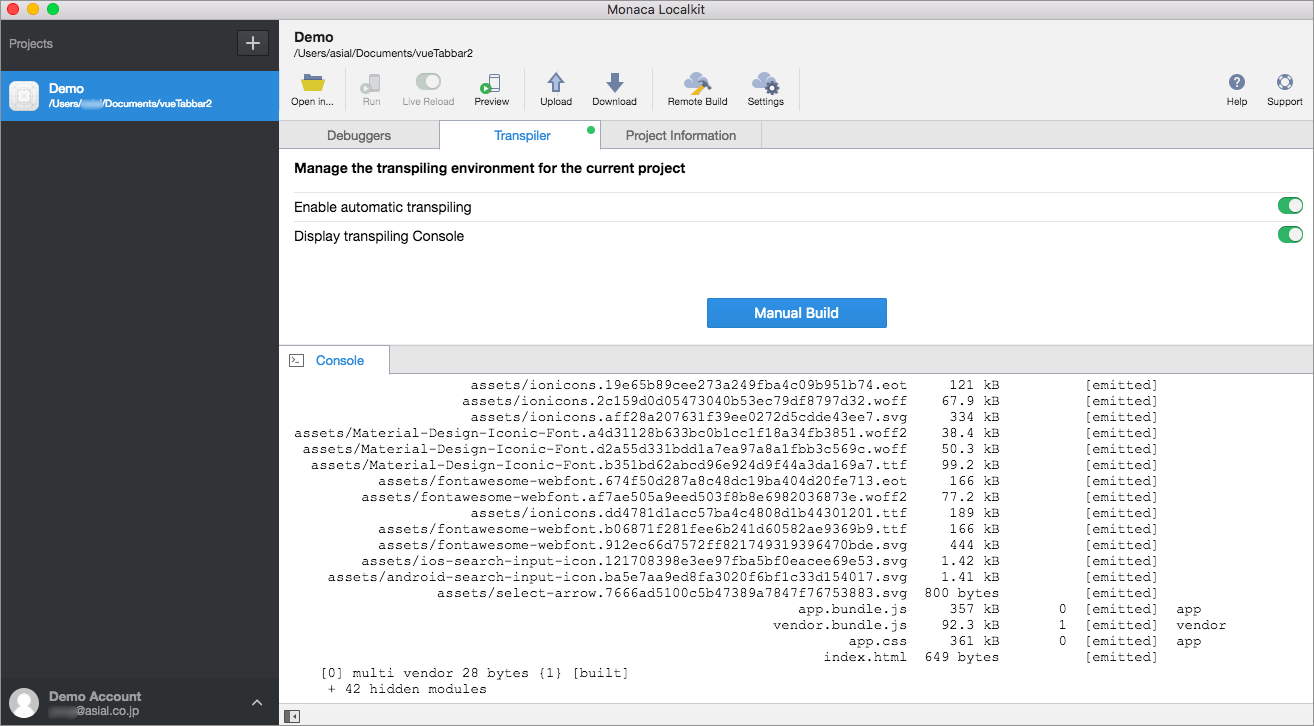 Monaca Localkit
Projects
Demo
/Users/ /Documents/vueTabbar2
Demo
/Users/asial/Documents/vueTabbar2
Open in... Run Live Reload Preview Upload Download Remote Build Settings Help Support
Debuggers Transpiler Project Information
Manage the transpiling environment for the current project
Enable automatic transpiling
Display transpiling Console
Manual Build
Console
assets/ionicons.19e65b89cee273a249fba4c09b951b74.eot 121 kB [emitted]
assets/ionicons.2c159d0d05473040b53ec79df8797d32.woff 67.9 kB [emitted]
assets/ionicons.aff28a207631f39ee0272d5cdde43ee7.svg 334 kB [emitted]
assets/Material-Design-Iconic-Font.a4d31128b633bc0b1cc1f18a34fb3851.woff2 38.4 kB [emitted]
assets/Material-Design-Iconic-Font.d2a55d331bdd1a7ea97a8a1fbb3c569c.woff 50.3 kB [emitted]
assets/Material-Design-Iconic-Font.b351bd62abcd96e924d9f44a3da169a7.ttf 99.2 kB [emitted]
assets/fontawesome-webfont.674f50d287a8c48dc19ba404d20fe713.eot 166 kB [emitted]
assets/fontawesome-webfont.af7ae505a9eed503f8b8e6982036873e.woff2 77.2 kB [emitted]
assets/ionicons.dd4781d1acc57ba4c4808d1b44301201.ttf 189 kB [emitted]
assets/fontawesome-webfont.b06871f281fee6b241d60582ae9369b9.ttf 166 kB [emitted]
assets/fontawesome-webfont.912ec66d7572ff821749319396470bde.svg 444 kB [emitted]
assets/ios-search-input-icon.121708398e3ee97fba5bf0eacee69e53.svg 1.42 kB [emitted]
assets/android-search-input-icon.ba5e7aa9ed8fa3020f6bf1c33d154017.svg 1.41 kB [emitted]
assets/select-arrow.7666ad5100c5b47389a7847f76753883.svg 800 bytes [emitted]
app.bundle.js 357 kB 0 [emitted] app
vendor.bundle.js 92.3 kB 1 [emitted] vendor
app.css 361 kB 0 [emitted] app
index.html 649 bytes [emitted]
[0] multi vendor 28 bytes {1} [built]
+ 42 hidden modules
Demo Account
@asial.co.jp